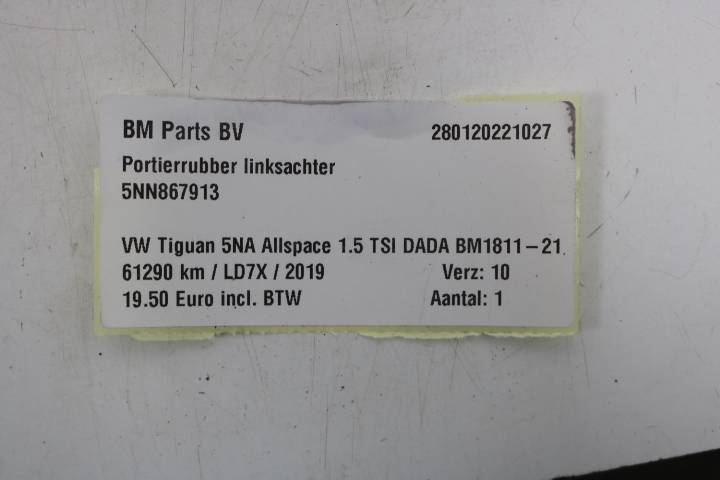 BM Parts BV 280120221027
Portierrubber linksachter
5NN867913
VW Tiguan 5NA Allspace 1.5 TSI DADA BM1811-21
61290 km / LD7X / 2019 Verz: 10
19.50 Euro incl. BTW Aantal: 1